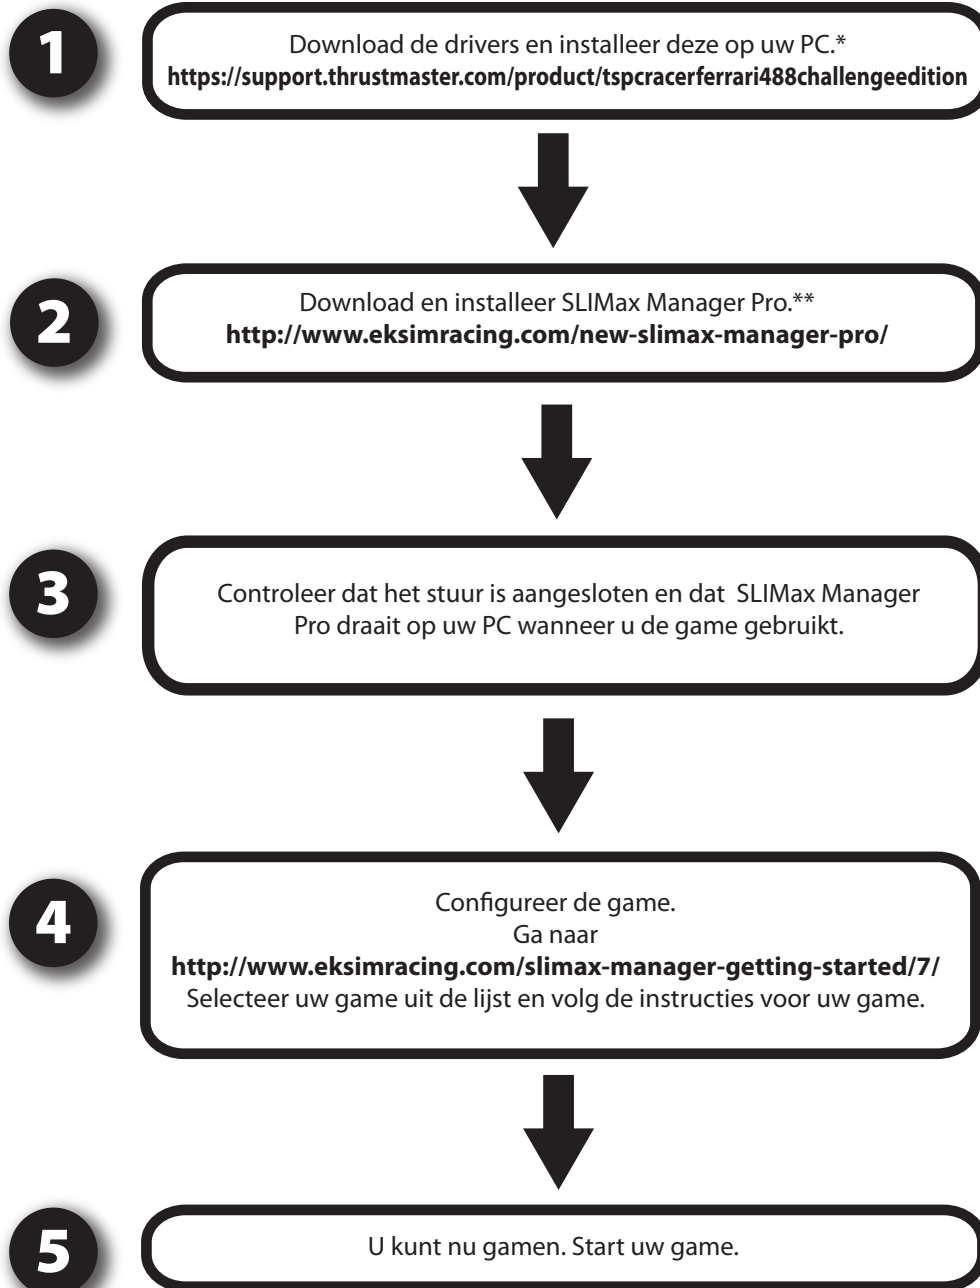 1
Download de drivers en installeer deze op uw PC.*
https://support.thrustmaster.com/product/tspcracerferrari488challengeedition
2
Download en installeer SLIMax Manager Pro.**
http://www.eksimracing.com/new-slimax-manager-pro/
3
Controleer dat het stuur is aangesloten en dat SLIMax Manager
Pro draait op uw PC wanneer u de game gebruikt.
4
Configureer de game.
Ga naar
http://www.eksimracing.com/slimax-manager-getting-started/7/
Selecteer uw game uit de lijst en volg de instructies voor uw game.
5
U kunt nu gamen. Start uw game.